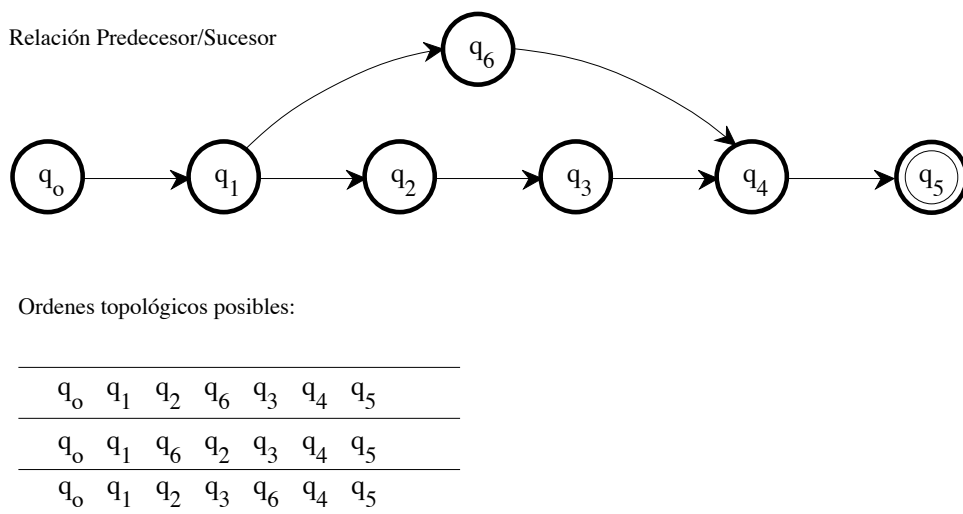 Relación Predecesor/Sucesor
q6
qo q1 q2 q3 q4 q5
Ordenes topológicos posibles:
qo q1 q2 q6 q3 q4 q5
qo q1 q6 q2 q3 q4 q5
qo q1 q2 q3 q6 q4 q5